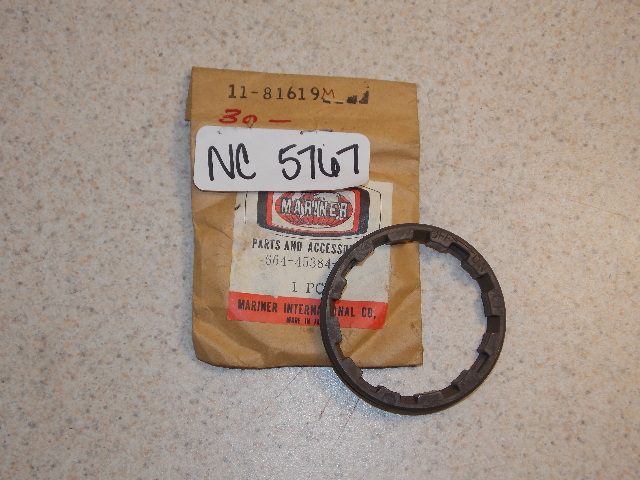 11-81619M
30-
NC 5767
MARINER
PARTS AND ACCESSO
664-45384-
1 PC
MARINER INTERNATIONAL CO.
MADE IN